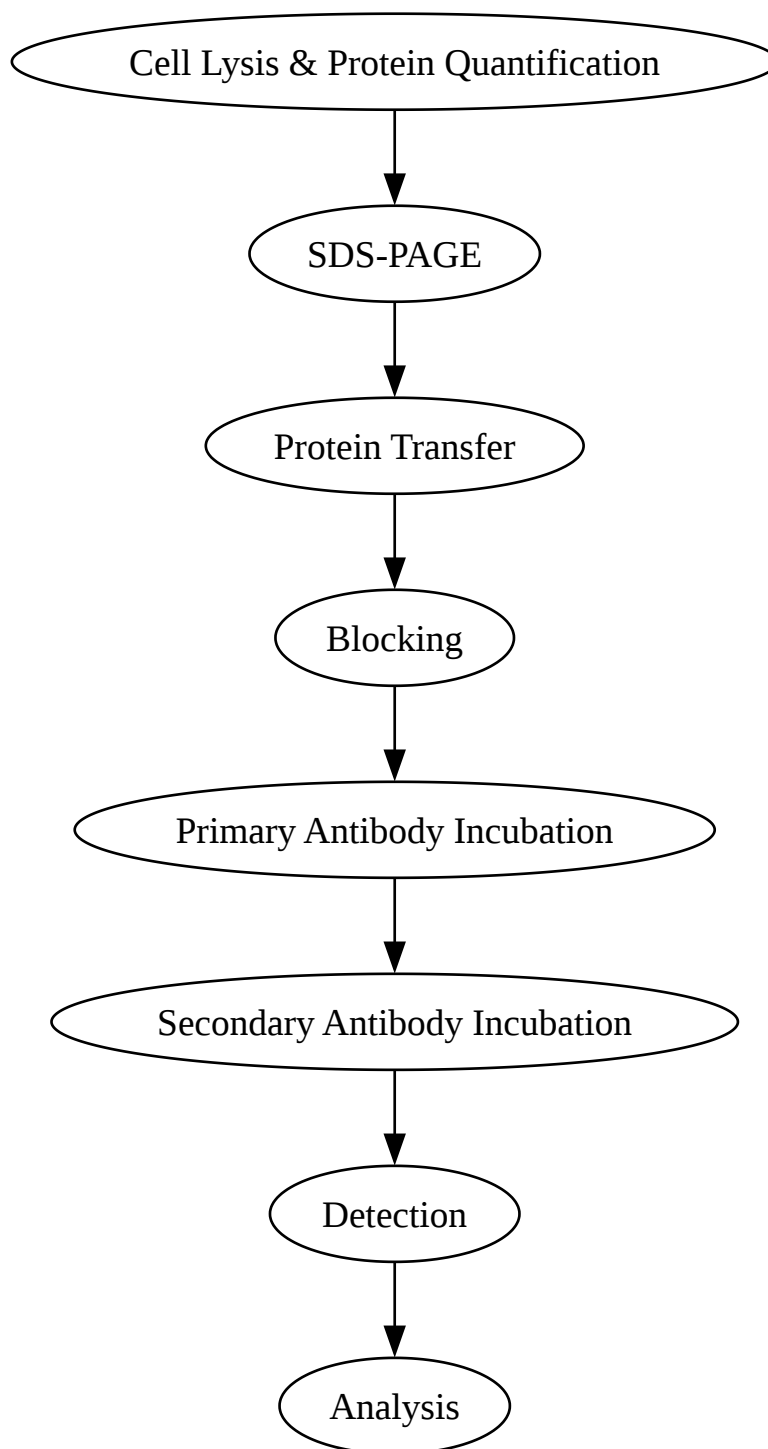 Cell Lysis & Protein Quantification
SDS-PAGE
Protein Transfer
Blocking
Primary Antibody Incubation
Secondary Antibody Incubation
Detection
Analysis